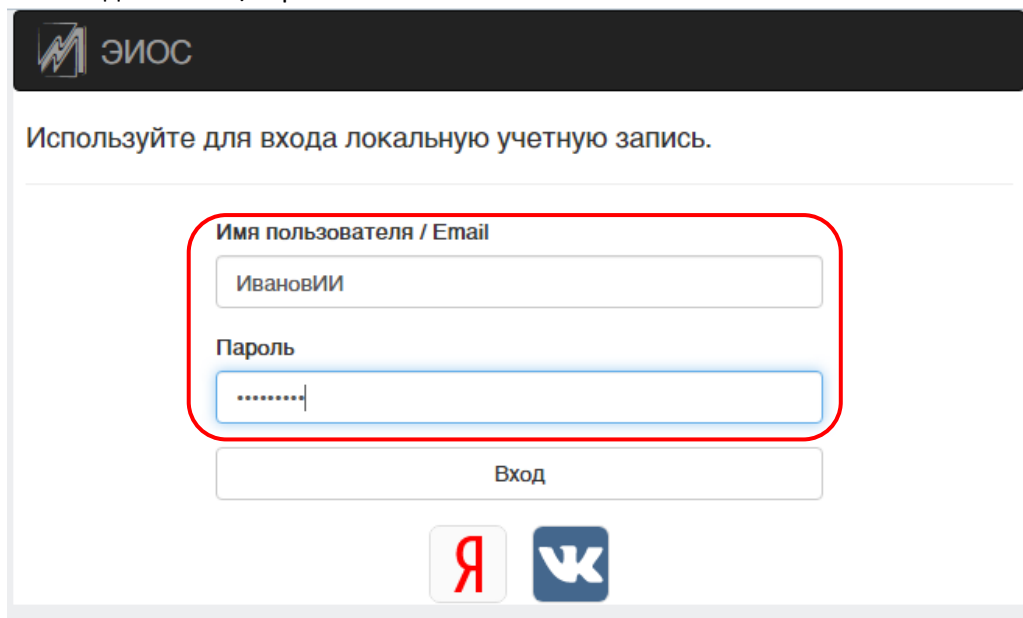 ЭИОС
Используйте для входа локальную учетную запись.
Имя пользователя / Email
ИвановИИ
Пароль
•••••••••
Вход
Я